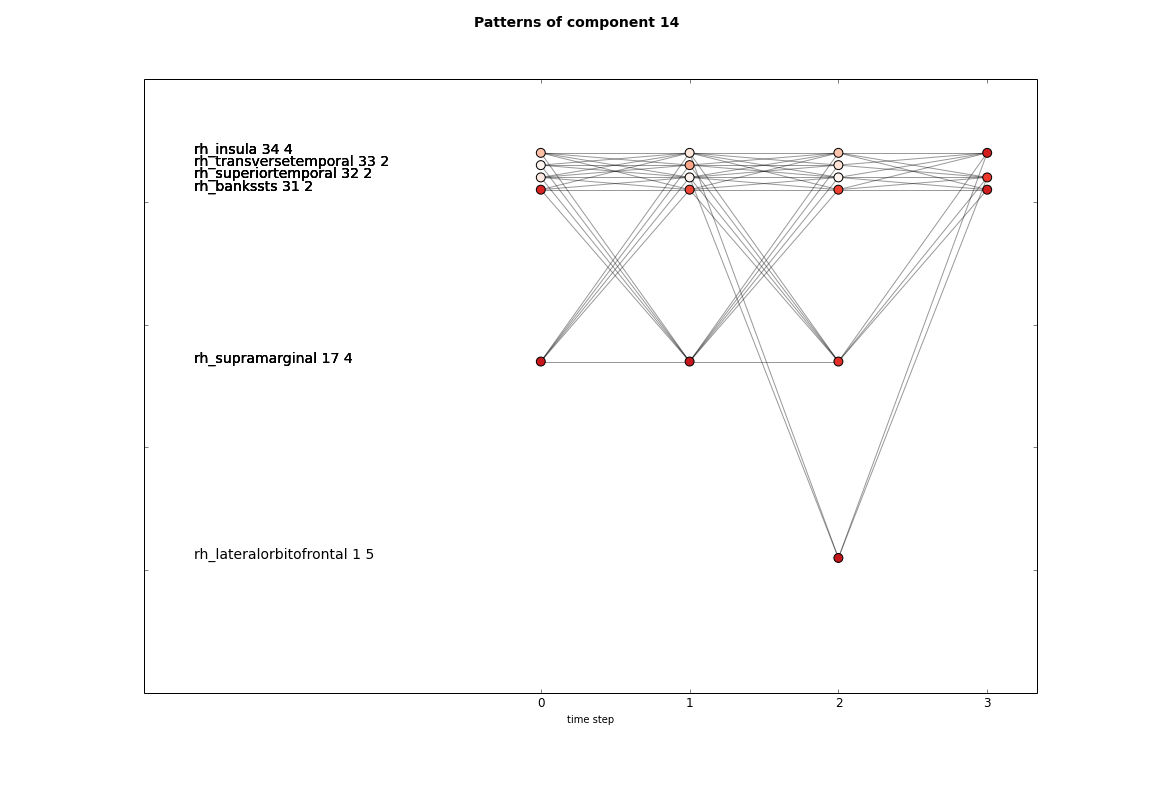 Patterns of component 14
rh_insula 34 4
rh_transversetemporal 33 2
rh_superiortemporal 32 2
rh_bankssts 31 2
rh_supramarginal 17 4
rh_lateralorbitofrontal 1 5
0 1 2 3
time step